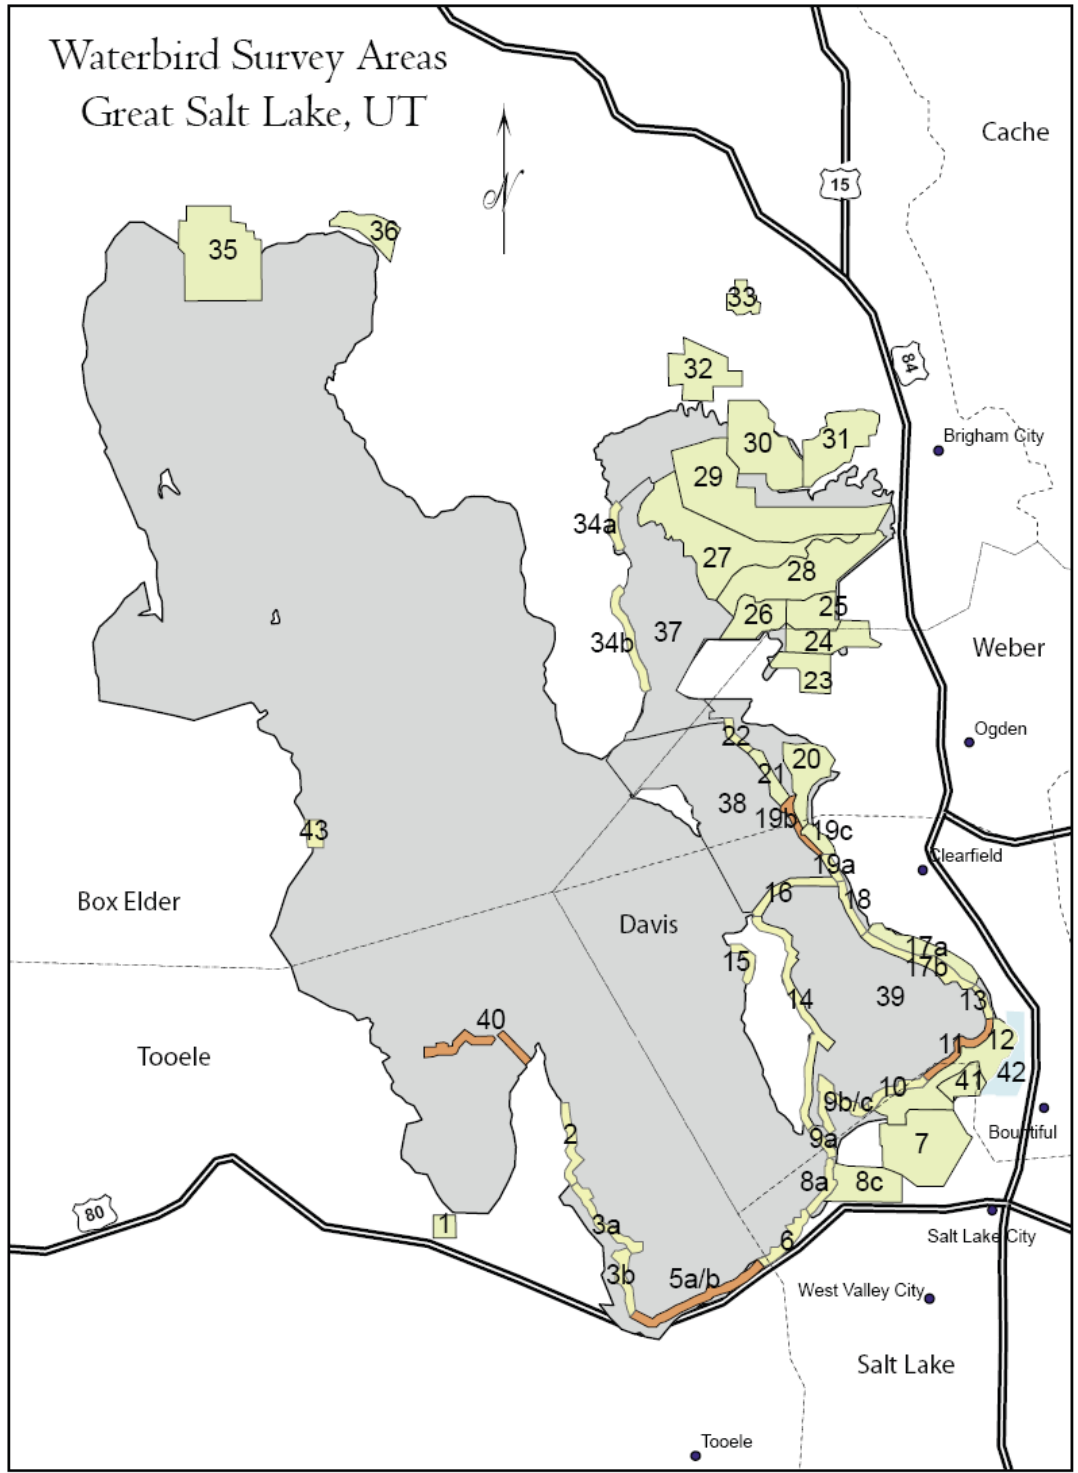 Waterbird Survey Areas
Great Salt Lake, UT
N
Cache
15
35
36
33
84
32
Brigham City
30
31
29
34a
27
28
26
25
34b
37
24
Weber
23
Ogden
22
20
21
38
19b
19c
43
19a
Clearfield
16
18
Box Elder
Davis
17a
17b
15
39
14
13
40
11
12
Tooele
41
42
10
9b/c
Bountiful
2
9a
7
8a
8c
80
1
3a
6
Salt Lake City
3b
5a/b
West Valley City
Salt Lake
Tooele